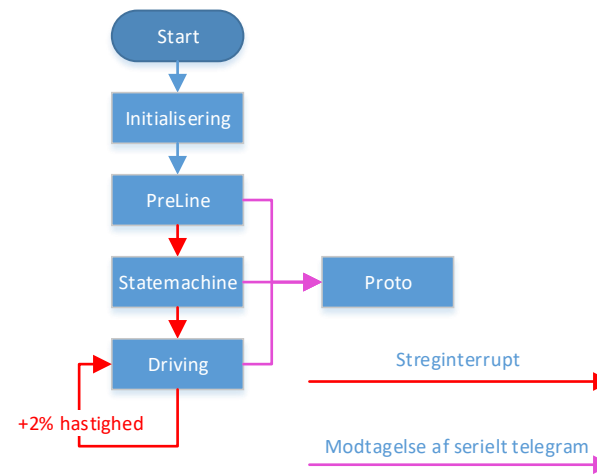 Start
Initialisering
PreLine
Statemachine
Proto
Driving
Streginterrupt
+2% hastighed
Modtagelse af serielt telegram